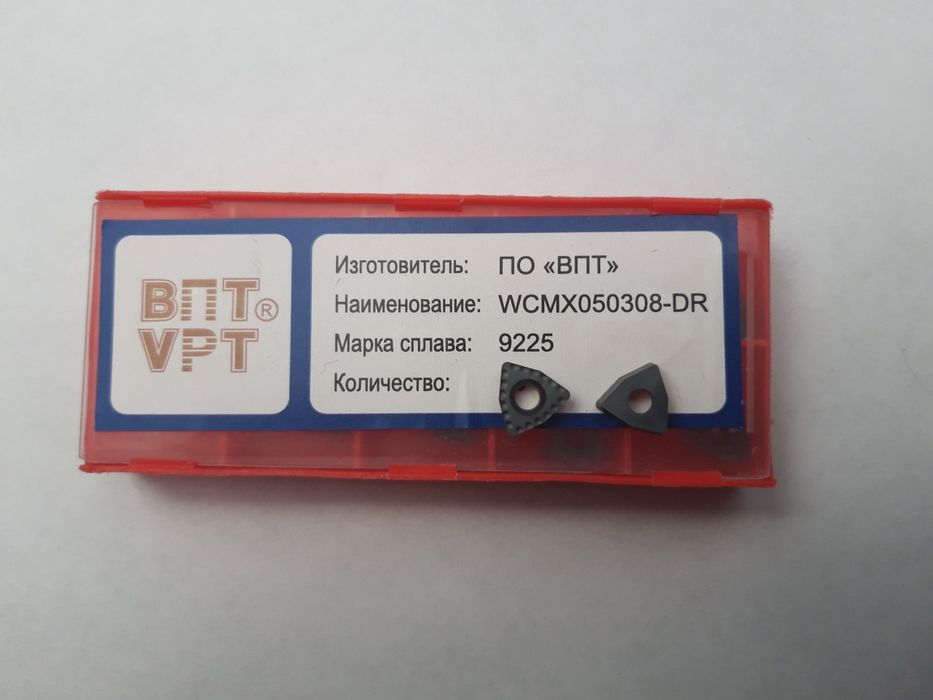 ВПТ®
VPT
Изготовитель: ПО «ВПТ»
Наименование: WCMX050308-DR
Марка сплава: 9225
Количество: